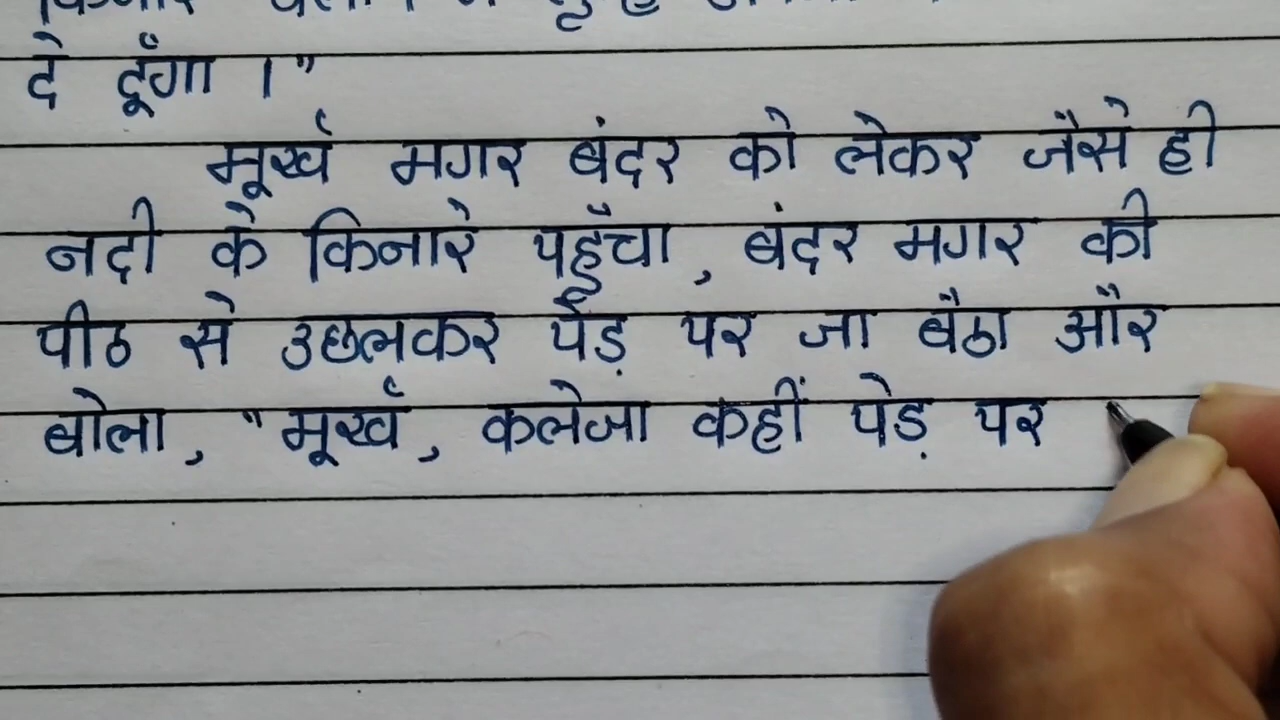 दे दूँगा ।"
मूर्ख मगर बंदर को लेकर जैसे ही
नदी के किनारे पहुँचा, बंदर मगर की
पीठ से उछलकर पेड़ पर जा बैठा और
बोला, "मूर्ख, कलेजा कहीं पेड़ पर